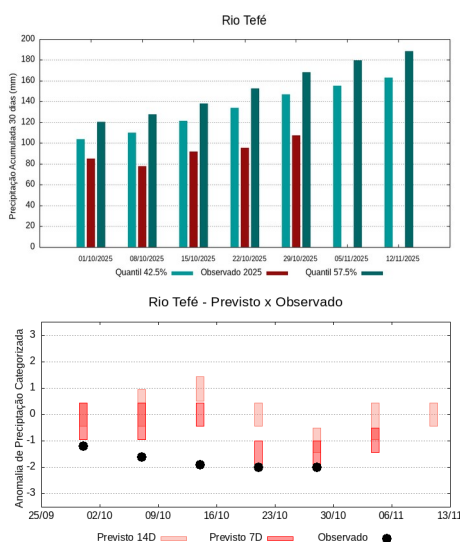 Rio Tefé
Precipitação Acumulada 30 dias (mm)
200
180
160
140
120
100
80
60
40
20
0
01/10/2025 08/10/2025 15/10/2025 22/10/2025 29/10/2025 05/11/2025 12/11/2025
Quantil 42.5% Observado 2025 Quantil 57.5%
Rio Tefé - Previsto x Observado
Anomalia de Precipitação Categorizada
3
2
1
0
-1
-2
-3
25/09 02/10 09/10 16/10 23/10 30/10 06/11 13/11
Previsto 14D Previsto 7D Observado